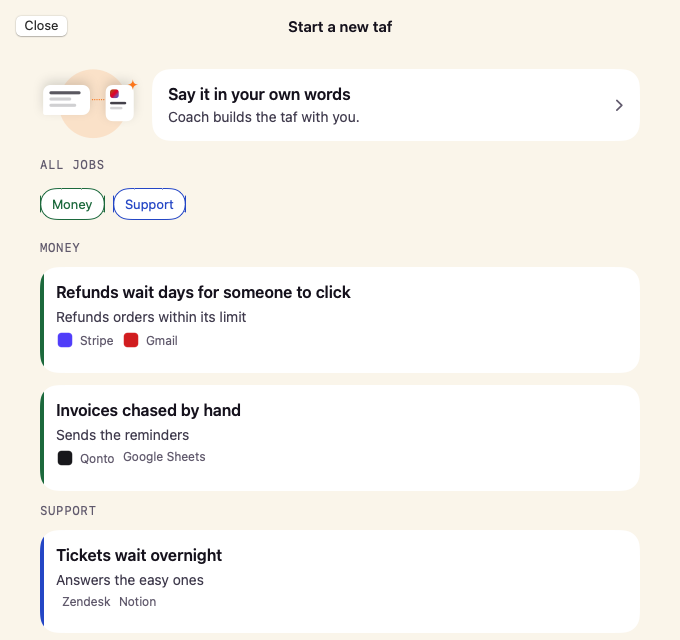 Close
Start a new taf
Say it in your own words
Coach builds the taf with you.
ALL JOBS
Money
Support
MONEY
Refunds wait days for someone to click
Refunds orders within its limit
Stripe Gmail
Invoices chased by hand
Sends the reminders
Qonto Google Sheets
SUPPORT
Tickets wait overnight
Answers the easy ones
Zendesk Notion